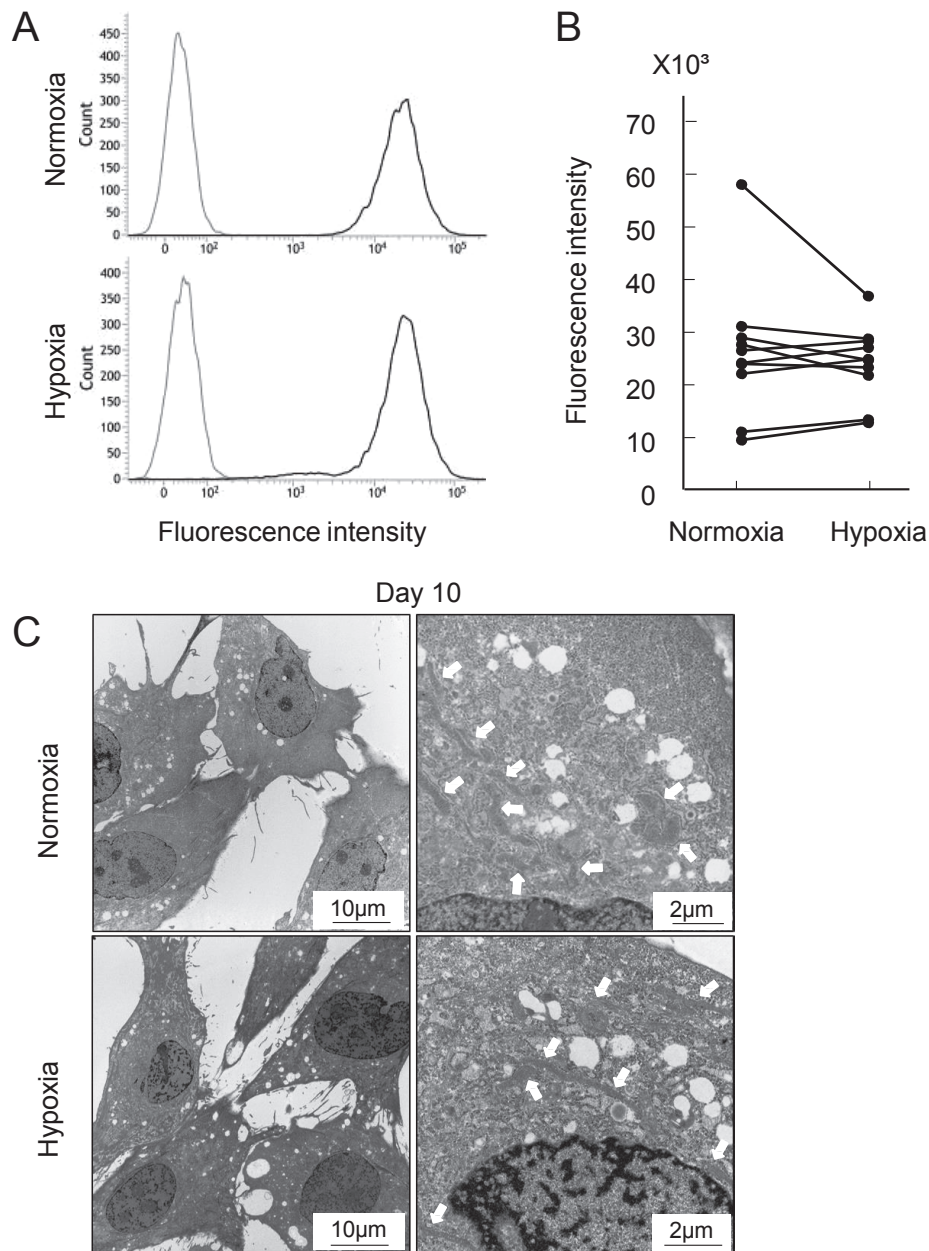 A
Normoxia
Count
450
400
350
300
250
200
150
100
50
0
0 10² 10³ 10⁴ 10⁵
Hypoxia
Count
400
350
300
250
200
150
100
50
0
0 10² 10³ 10⁴ 10⁵
Fluorescence intensity
B
X10³
Fluorescence intensity
70
60
50
40
30
20
10
0
Normoxia Hypoxia
Day 10
C
Normoxia
10μm
2μm
Hypoxia
10μm
2μm